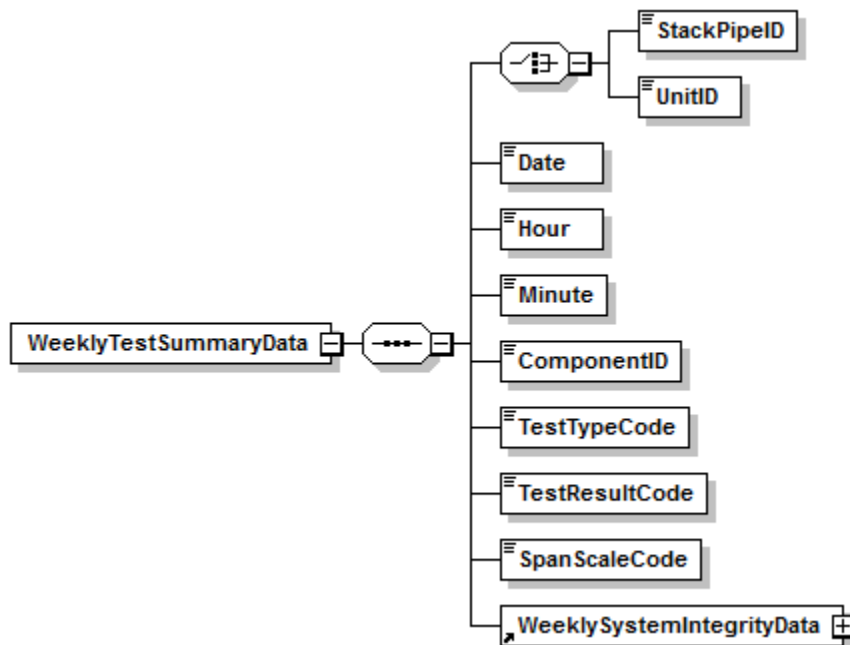 StackPipeID
UnitID
Date
Hour
Minute
WeeklyTestSummaryData
ComponentID
TestTypeCode
TestResultCode
SpanScaleCode
WeeklySystemIntegrityData